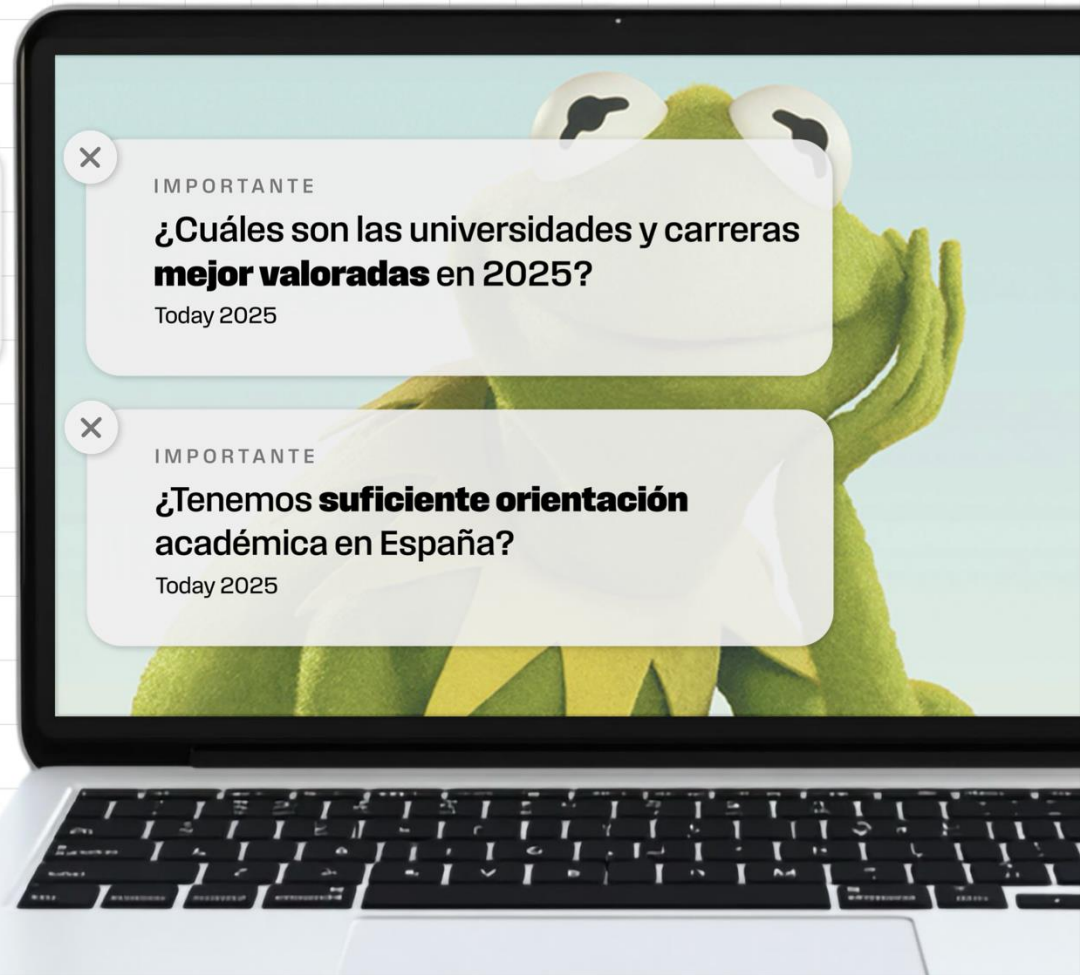 IMPORTANTE
¿Cuáles son las universidades y carreras
mejor valoradas en 2025?
Today 2025
IMPORTANTE
¿Tenemos suficiente orientación
académica en España?
Today 2025